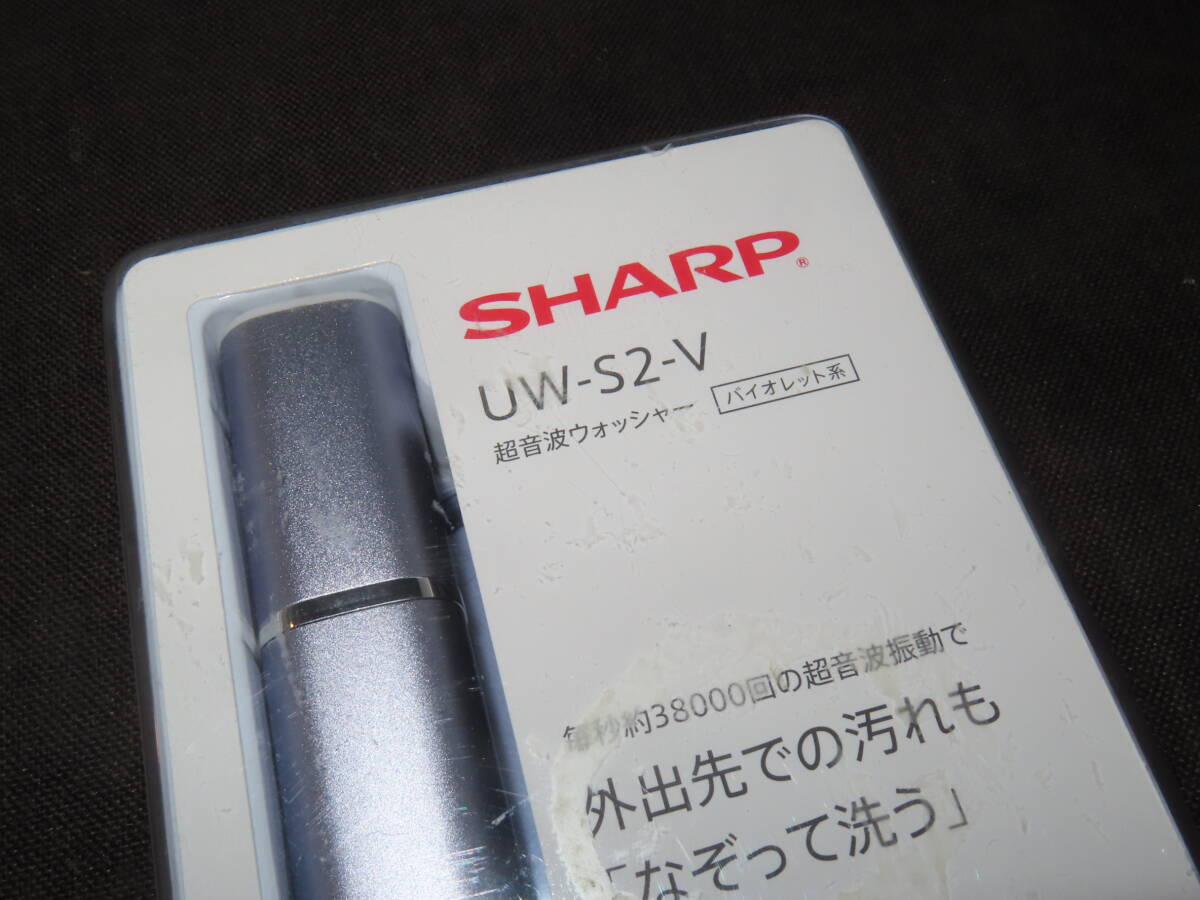 SHARP®
UW-S2-V
超音波ウォッシャー バイオレット系
毎秒約38000回の超音波振動で
外出先での汚れも
「なぞって洗う」